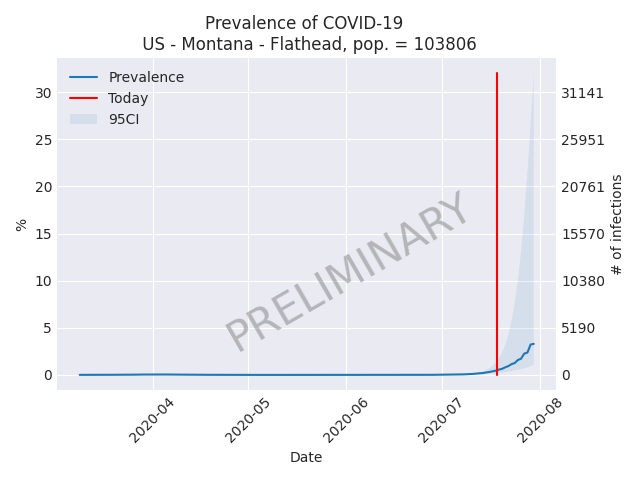 Prevalence of COVID-19
US - Montana - Flathead, pop. = 103806
Prevalence
Today
95CI
PRELIMINARY
%
30
25
20
15
10
5
0
31141
25951
20761
15570
10380
5190
0
# of infections
2020-04
2020-05
2020-06
2020-07
2020-08
Date